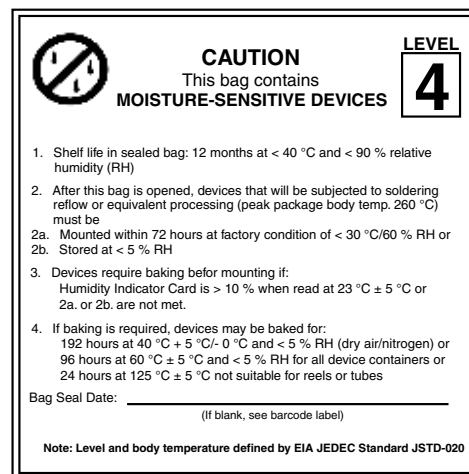 LEVEL
CAUTION
4
This bag contains
MOISTURE-SENSITIVE DEVICES
1. Shelf life in sealed bag: 12 months at < 40 °C and < 90 % relative
humidity (RH)
2. After this bag is opened, devices that will be subjected to soldering
reflow or equivalent processing (peak package body temp. 260 °C)
must be
2a. Mounted within 72 hours at factory condition of < 30 °C/60 % RH or
2b. Stored at < 5 % RH
3. Devices require baking befor mounting if:
Humidity Indicator Card is > 10 % when read at 23 °C ± 5 °C or
2a. or 2b. are not met.
4. If baking is required, devices may be baked for:
192 hours at 40 °C + 5 °C/- 0 °C and < 5 % RH (dry air/nitrogen) or
96 hours at 60 °C ± 5 °C and < 5 % RH for all device containers or
24 hours at 125 °C ± 5 °C not suitable for reels or tubes
Bag Seal Date:
(If blank, see barcode label)
Note: Level and body temperature defined by EIA JEDEC Standard JSTD-020